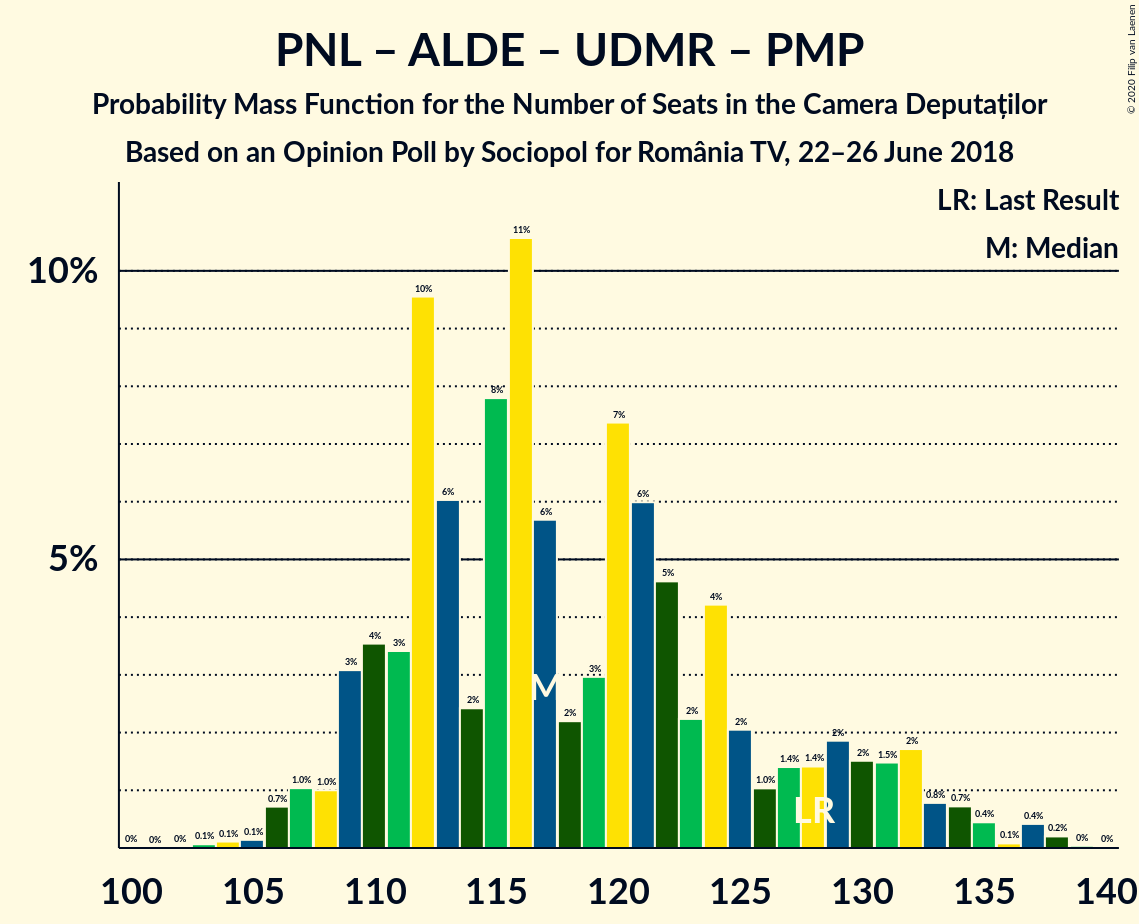 PNL – ALDE – UDMR – PMP
Probability Mass Function for the Number of Seats in the Camera Deputaților
Based on an Opinion Poll by Sociopol for România TV, 22–26 June 2018
© 2020 Filip van Laenen
LR: Last Result
M: Median
10%
5%
0% 0% 0% 0.1% 0.1% 0.1% 0.7% 1.0% 1.0% 3% 4% 3% 10% 6% 2% 8% 11% 6% 2% 3% 7% 6% 5% 2% 4% 2% 1.0% 1.4% 1.4% 2% 2% 1.5% 2% 0.8% 0.7% 0.4% 0.1% 0.4% 0.2% 0% 0%
M
LR
100 105 110 115 120 125 130 135 140